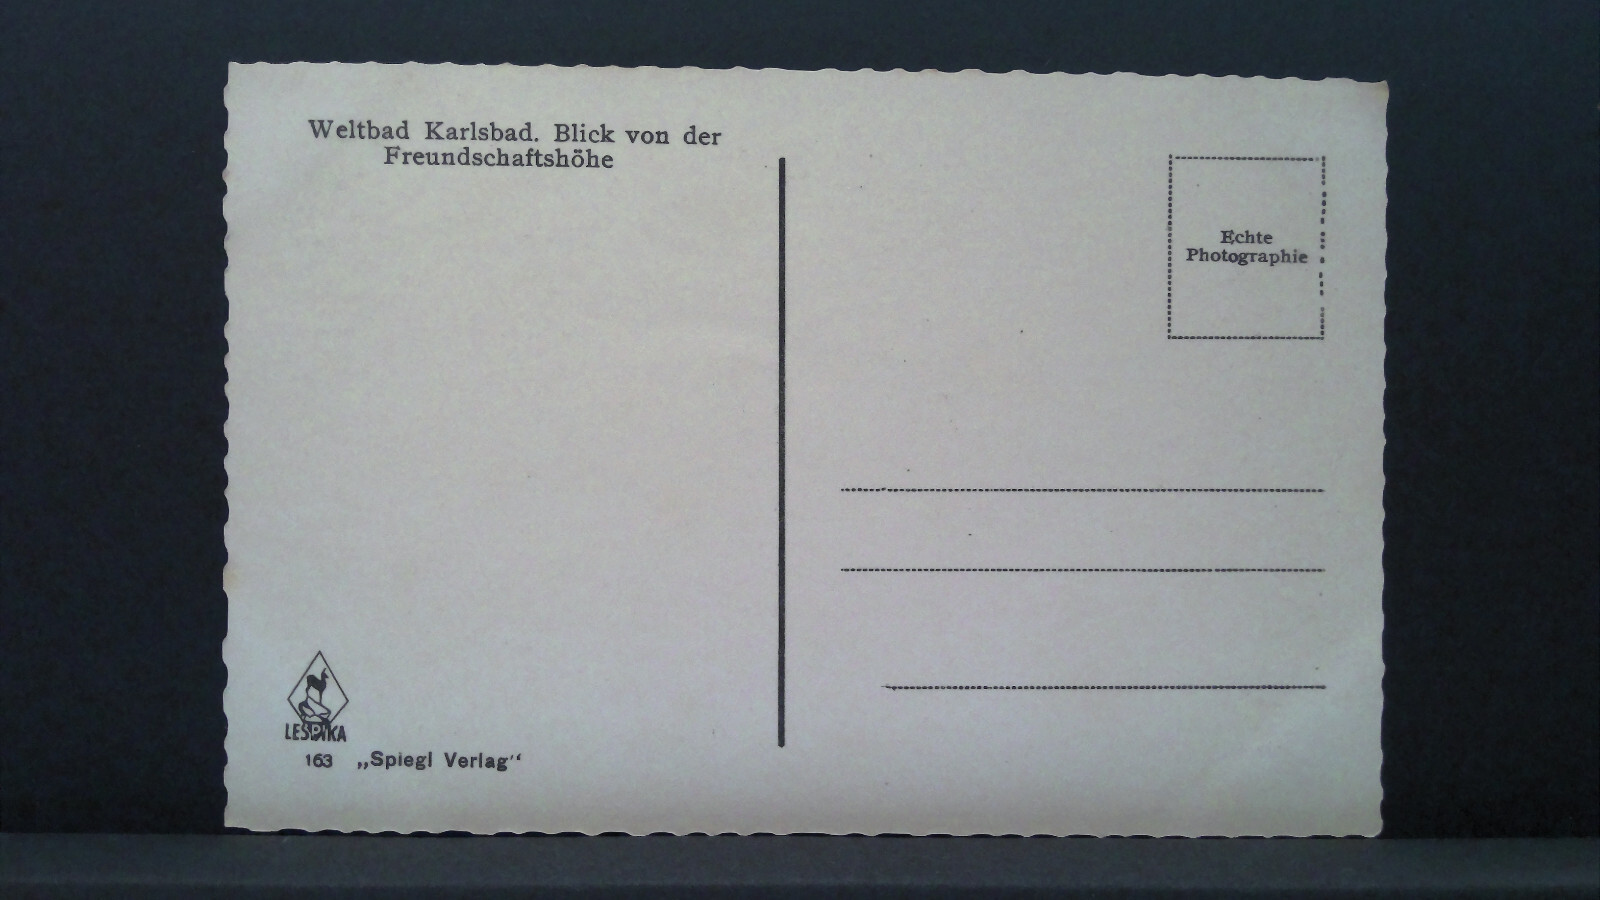 Weltbad Karlsbad. Blick von der
Freundschaftshöhe
Echte
Photographie
LESPIKA
163 „Spiegl Verlag“